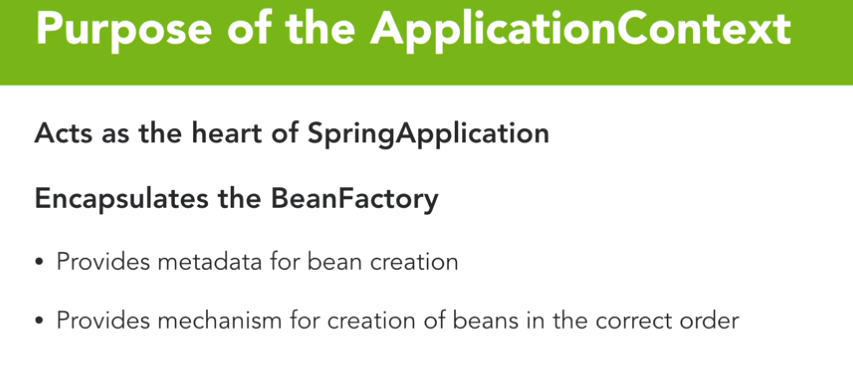 Purpose of the ApplicationContext
Acts as the heart of SpringApplication
Encapsulates the BeanFactory
• Provides metadata for bean creation
• Provides mechanism for creation of beans in the correct order